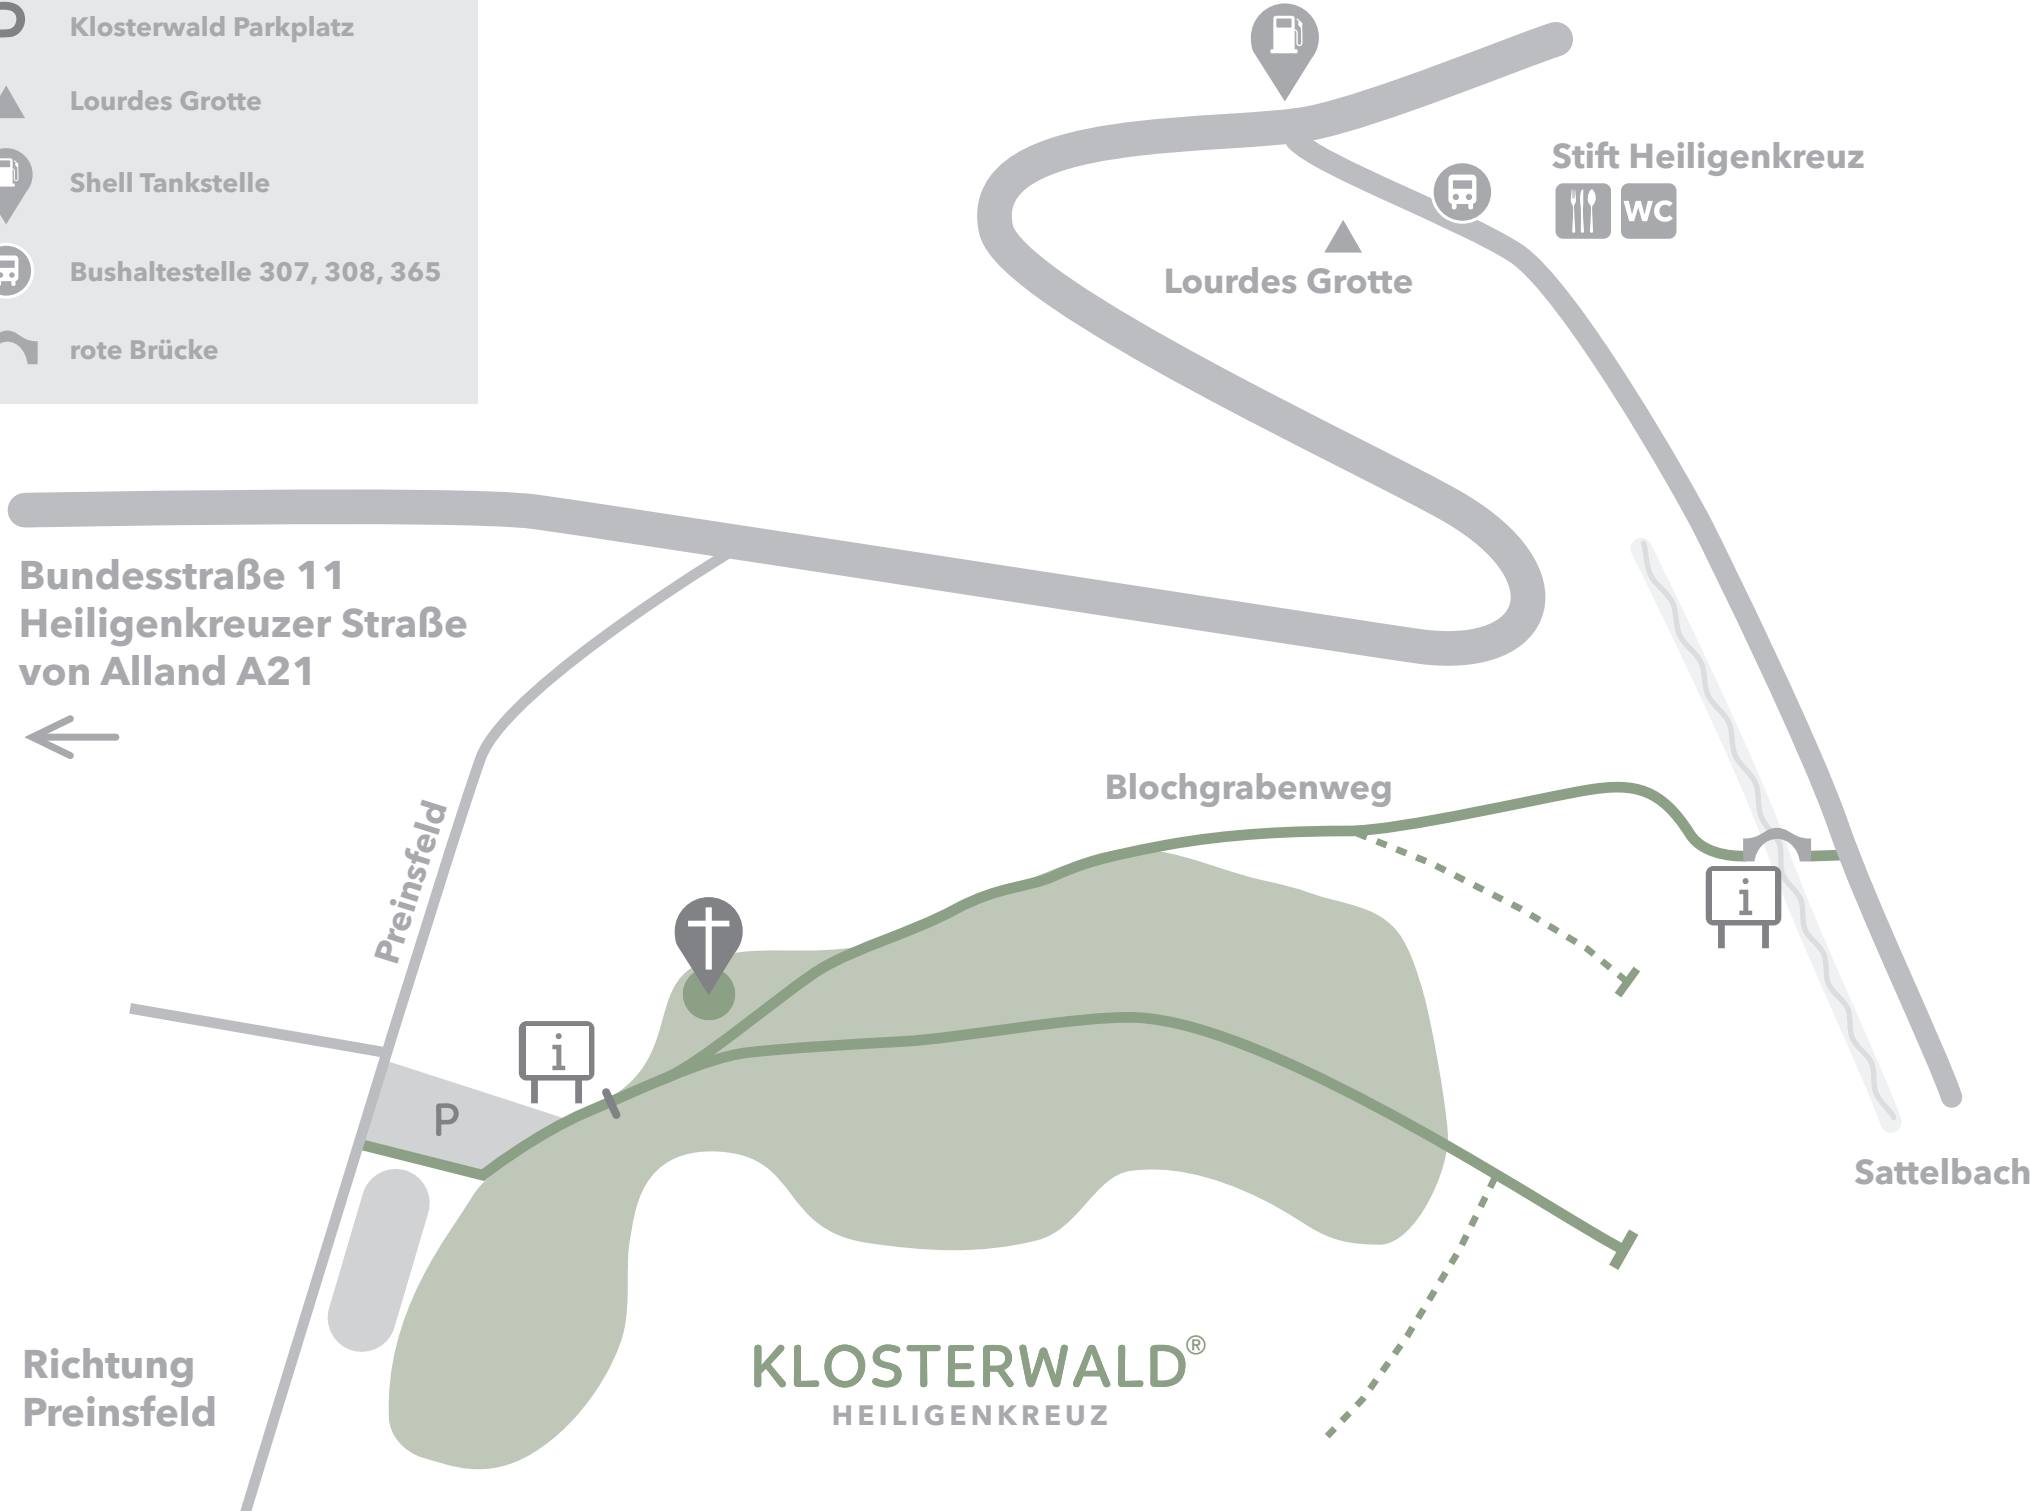 Klosterwald Parkplatz
Lourdes Grotte
Shell Tankstelle
Bushaltestelle 307, 308, 365
rote Brücke
Stift Heiligenkreuz
WC
Lourdes Grotte
Bundesstraße 11
Heiligenkreuzer Straße
von Alland A21
Blochgrabenweg
Preinsfeld
i
i
P
Sattelbach
Richtung
Preinsfeld
KLOSTERWALD®
HEILIGENKREUZ